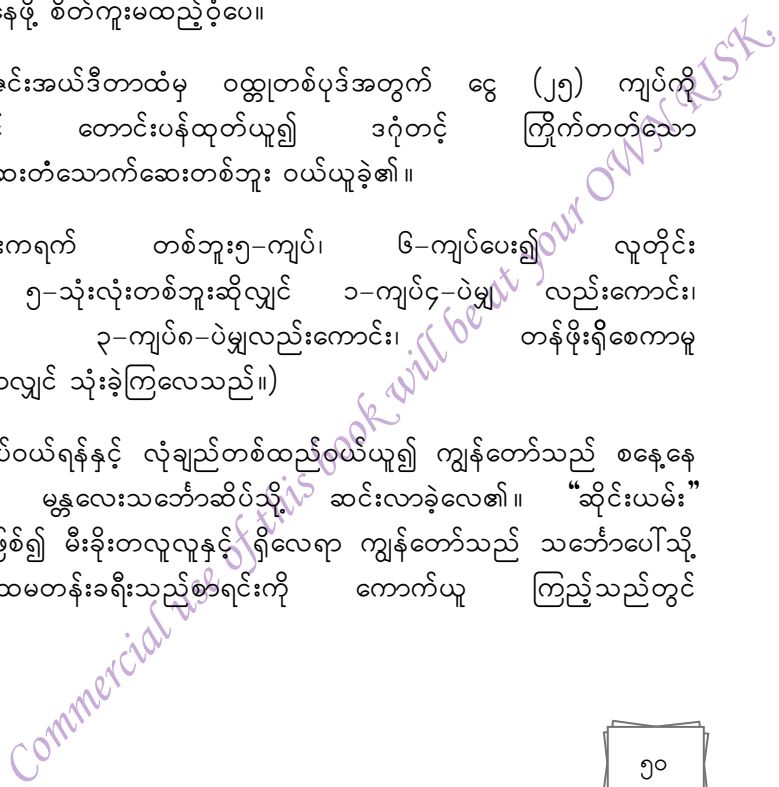 နေဖို့ စိတ်ကူးမထည့်ဝံ့ပေ။
ဇင်းအယ်ဒီတာထံမှ ဝတ္ထုတစ်ပုဒ်အတွက် ငွေ (၂၅) ကျပ်ကို
တောင်းပန်ထုတ်ယူ၍ ဒဂုံတင့် ကြိုက်တတ်သော
ဆေးတံသောက်ဆေးတစ်ဘူး ဝယ်ယူခဲ့၏။
ကရက် တစ်ဘူး၅–ကျပ်၊ ၆–ကျပ်ပေး၍ လူတိုင်း
၅–သုံးလုံးတစ်ဘူးဆိုလျှင် ၁–ကျပ်၄–ပဲမျှ လည်းကောင်း၊
၃–ကျပ်၈–ပဲမျှလည်းကောင်း၊ တန်ဖိုးရှိစေကာမူ
လျှင် သုံးခဲ့ကြလေသည်။)
ဝယ်ရန်နှင့် လုံချည်တစ်ထည်ဝယ်ယူ၍ ကျွန်တော်သည် စနေ့နေ
မန္တလေးသင်္ဘောဆိပ်သို့ ဆင်းလာခဲ့လေ၏။ “ဆိုင်းယမ်း”
ဖြစ်၍ မီးခိုးတလူလူနှင့် ရှိလေရာ ကျွန်တော်သည် သင်္ဘောပေါ်သို့
ထမတန်းခရီးသည်စာရင်းကို ကောက်ယူ ကြည့်သည်တွင်
Commercial use of this book will be at your OWN RISK.
၅၀